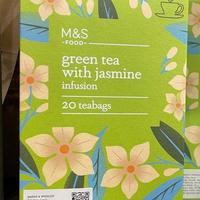 M&S
FOOD
green tea
with jasmine
infusion
20 teabags